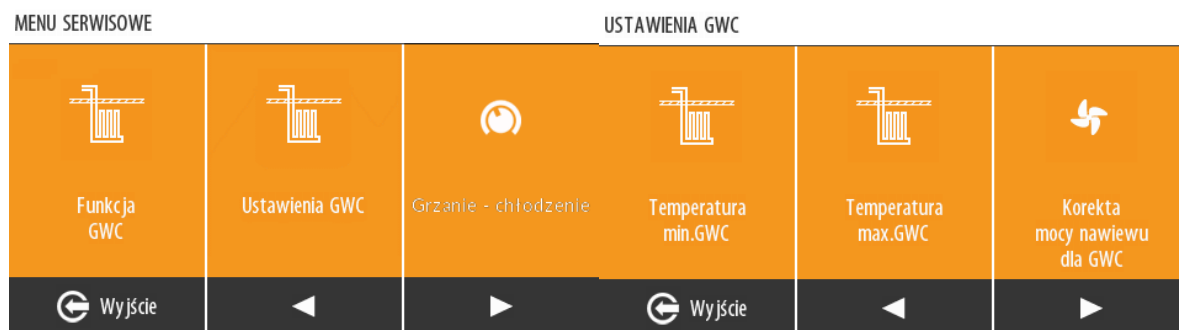 MENU SERWISOWE
Funkcja
GWC
Ustawienia GWC
Grzanie - chłodzenie
Wyjście
USTAWIENIA GWC
Temperatura
min.GWC
Temperatura
max.GWC
Korekta
mocy nawiewu
dla GWC
Wyjście